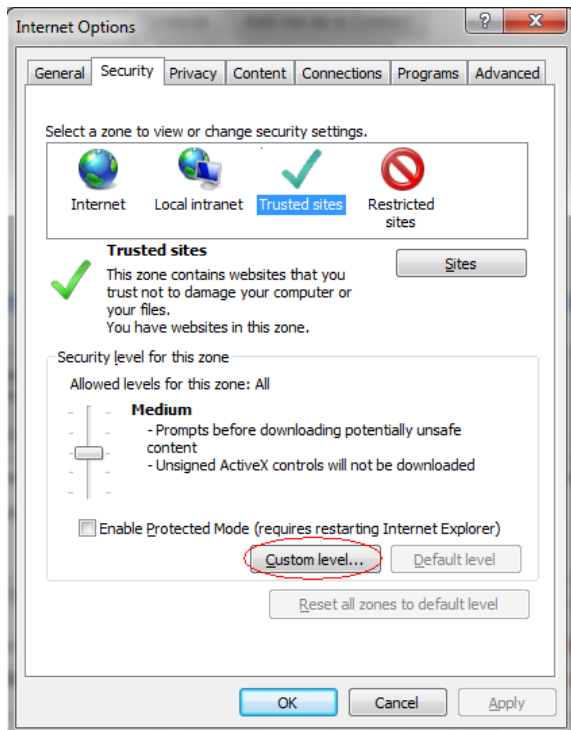 Internet Options
?
X
General Security Privacy Content Connections Programs Advanced
Select a zone to view or change security settings.
Internet Local intranet Trusted sites Restricted
sites
Trusted sites
This zone contains websites that you
trust not to damage your computer or
your files.
You have websites in this zone.
Sites
Security level for this zone
Allowed levels for this zone: All
Medium
- Prompts before downloading potentially unsafe
content
- Unsigned ActiveX controls will not be downloaded
Enable Protected Mode (requires restarting Internet Explorer)
Custom level... Default level
Reset all zones to default level
OK Cancel Apply